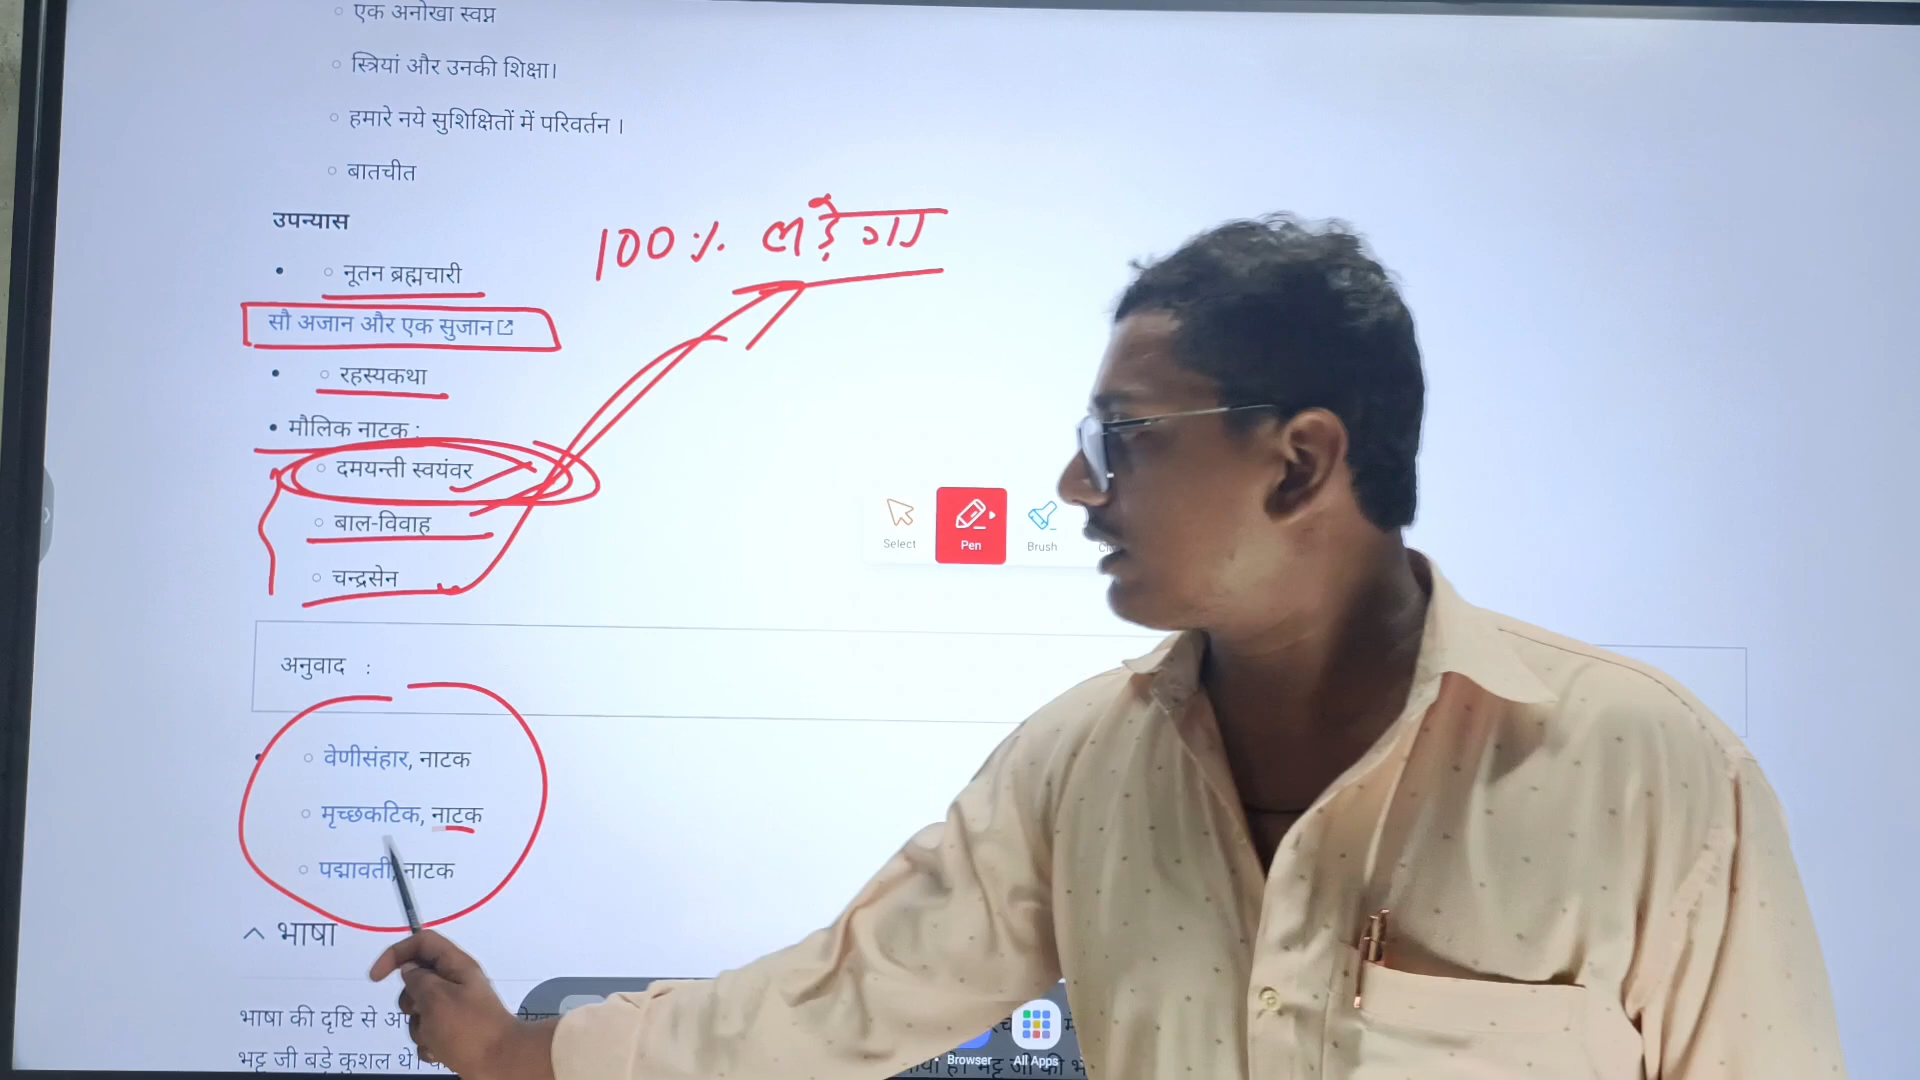 एक अनोखा स्वप्न
स्त्रियां और उनकी शिक्षा।
हमारे नये सुशिक्षितों में परिवर्तन ।
बातचीत
उपन्यास
नूतन ब्रह्मचारी
100% लड़ेगा
सौ अजान और एक सुजान
रहस्यकथा
मौलिक नाटक :
दमयन्ती स्वयंवर
बाल-विवाह
चन्द्रसेन
Select
Pen
Brush
अनुवाद :
वेणीसंहार, नाटक
मृच्छकटिक, नाटक
पद्मावती, नाटक
भाषा
भाषा की दृष्टि से
भट्ट जी बड़े कुशल थे।
भट्ट जी की
Browser
All Apps